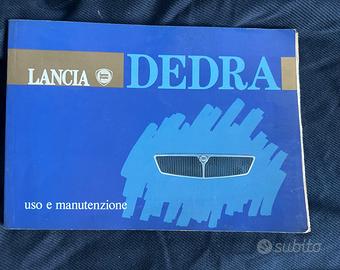 LANCIA DEDRA
uso e manutenzione
subito